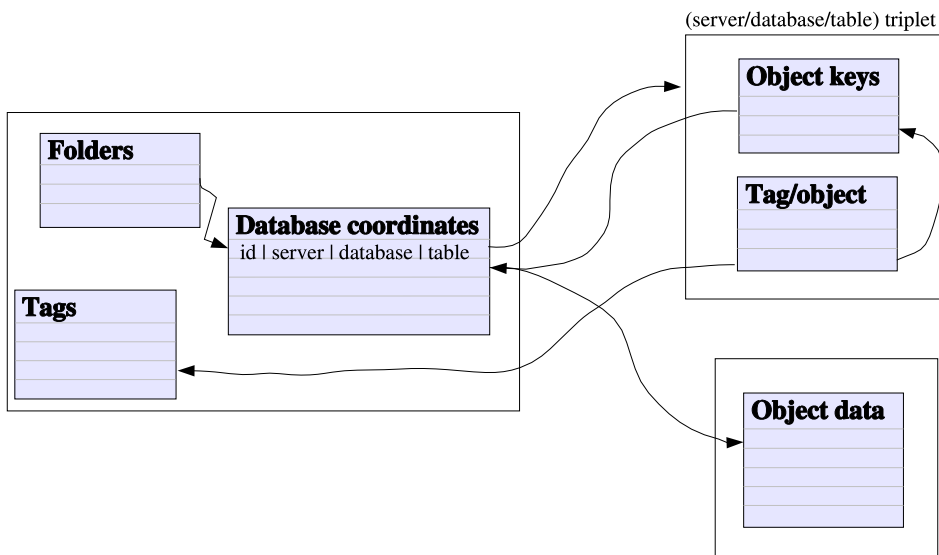 (server/database/table) triplet
Object keys
Folders
Tag/object
Database coordinates
id | server | database | table
Tags
Object data